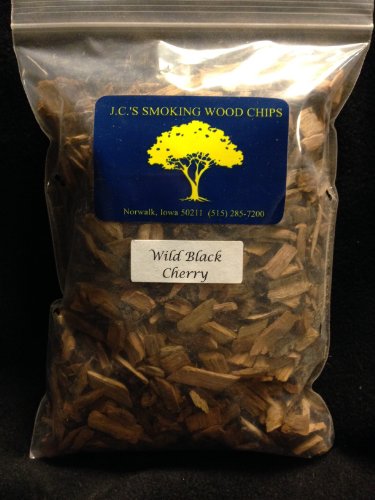 J.C.'S SMOKING WOOD CHIPS
Norwalk, Iowa 50211 (515) 285-7200
Wild Black
Cherry